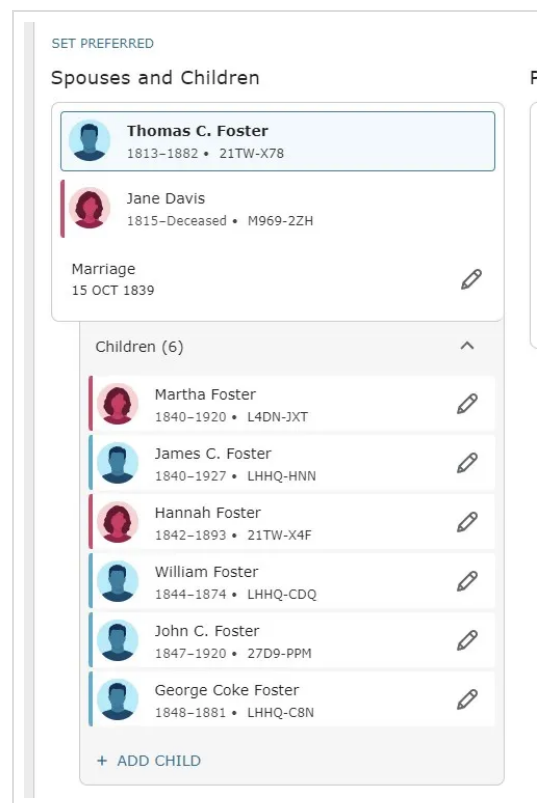 SET PREFERRED
Spouses and Children
Thomas C. Foster
1813–1882 • 21TW-X78
Jane Davis
1815–Deceased • M969-2ZH
Marriage
15 OCT 1839
Children (6)
Martha Foster
1840–1920 • L4DN-JXT
James C. Foster
1840–1927 • LHHQ-HNN
Hannah Foster
1842–1893 • 21TW-X4F
William Foster
1844–1874 • LHHQ-CDQ
John C. Foster
1847–1920 • 27D9-PPM
George Coke Foster
1848–1881 • LHHQ-C8N
+ ADD CHILD